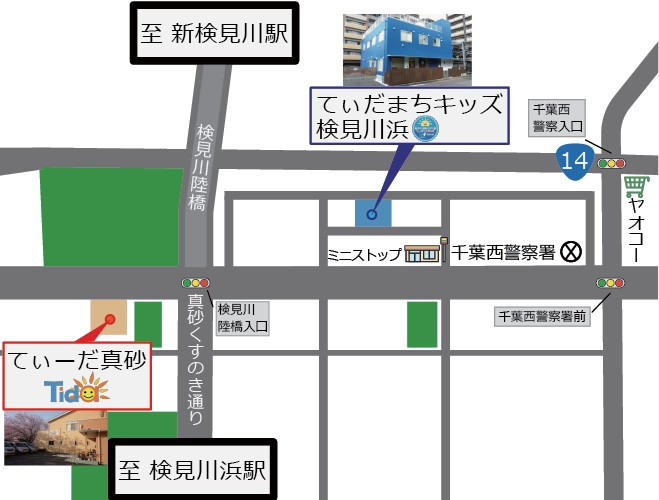 至 新検見川駅
てぃだまちキッズ
検見川浜
千葉西
警察入口
14
検見川陸橋
ヤオコー
ミニストップ
千葉西警察署
検見川
陸橋入口
千葉西警察署前
真砂くすのき通り
てぃーだ真砂
Tida
至 検見川浜駅